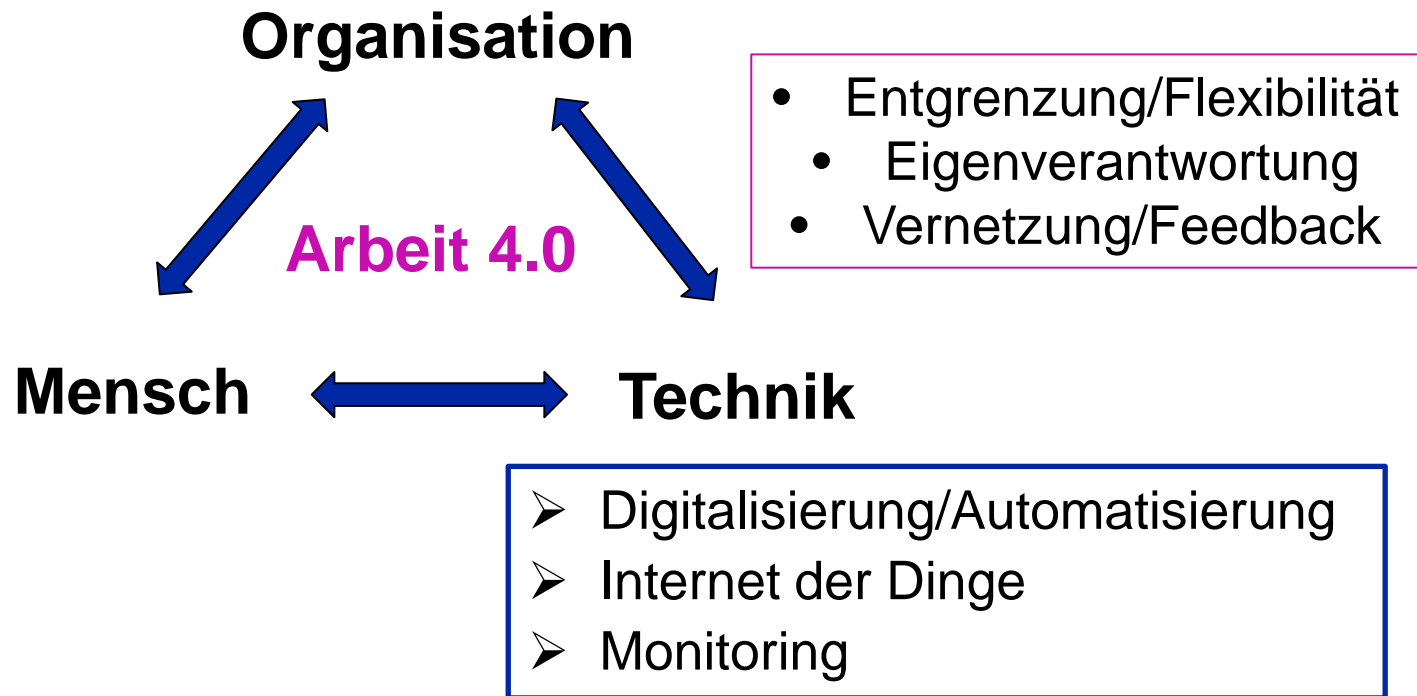 Organisation
• Entgrenzung/Flexibilität
• Eigenverantwortung
• Vernetzung/Feedback
Arbeit 4.0
Mensch
Technik
➢ Digitalisierung/Automatisierung
➢ Internet der Dinge
➢ Monitoring